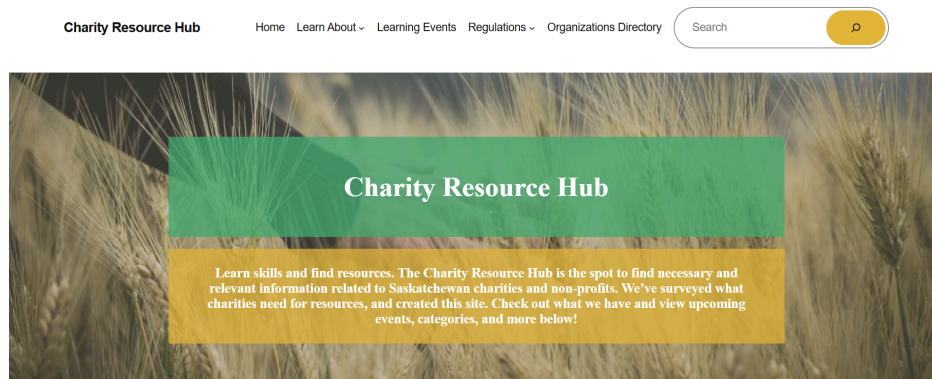 Charity Resource Hub
Home Learn About Learning Events Regulations Organizations Directory Search
Charity Resource Hub
Learn skills and find resources. The Charity Resource Hub is the spot to find necessary and
relevant information related to Saskatchewan charities and non-profits. We’ve surveyed what
charities need for resources, and created this site. Check out what we have and view upcoming
events, categories, and more below!